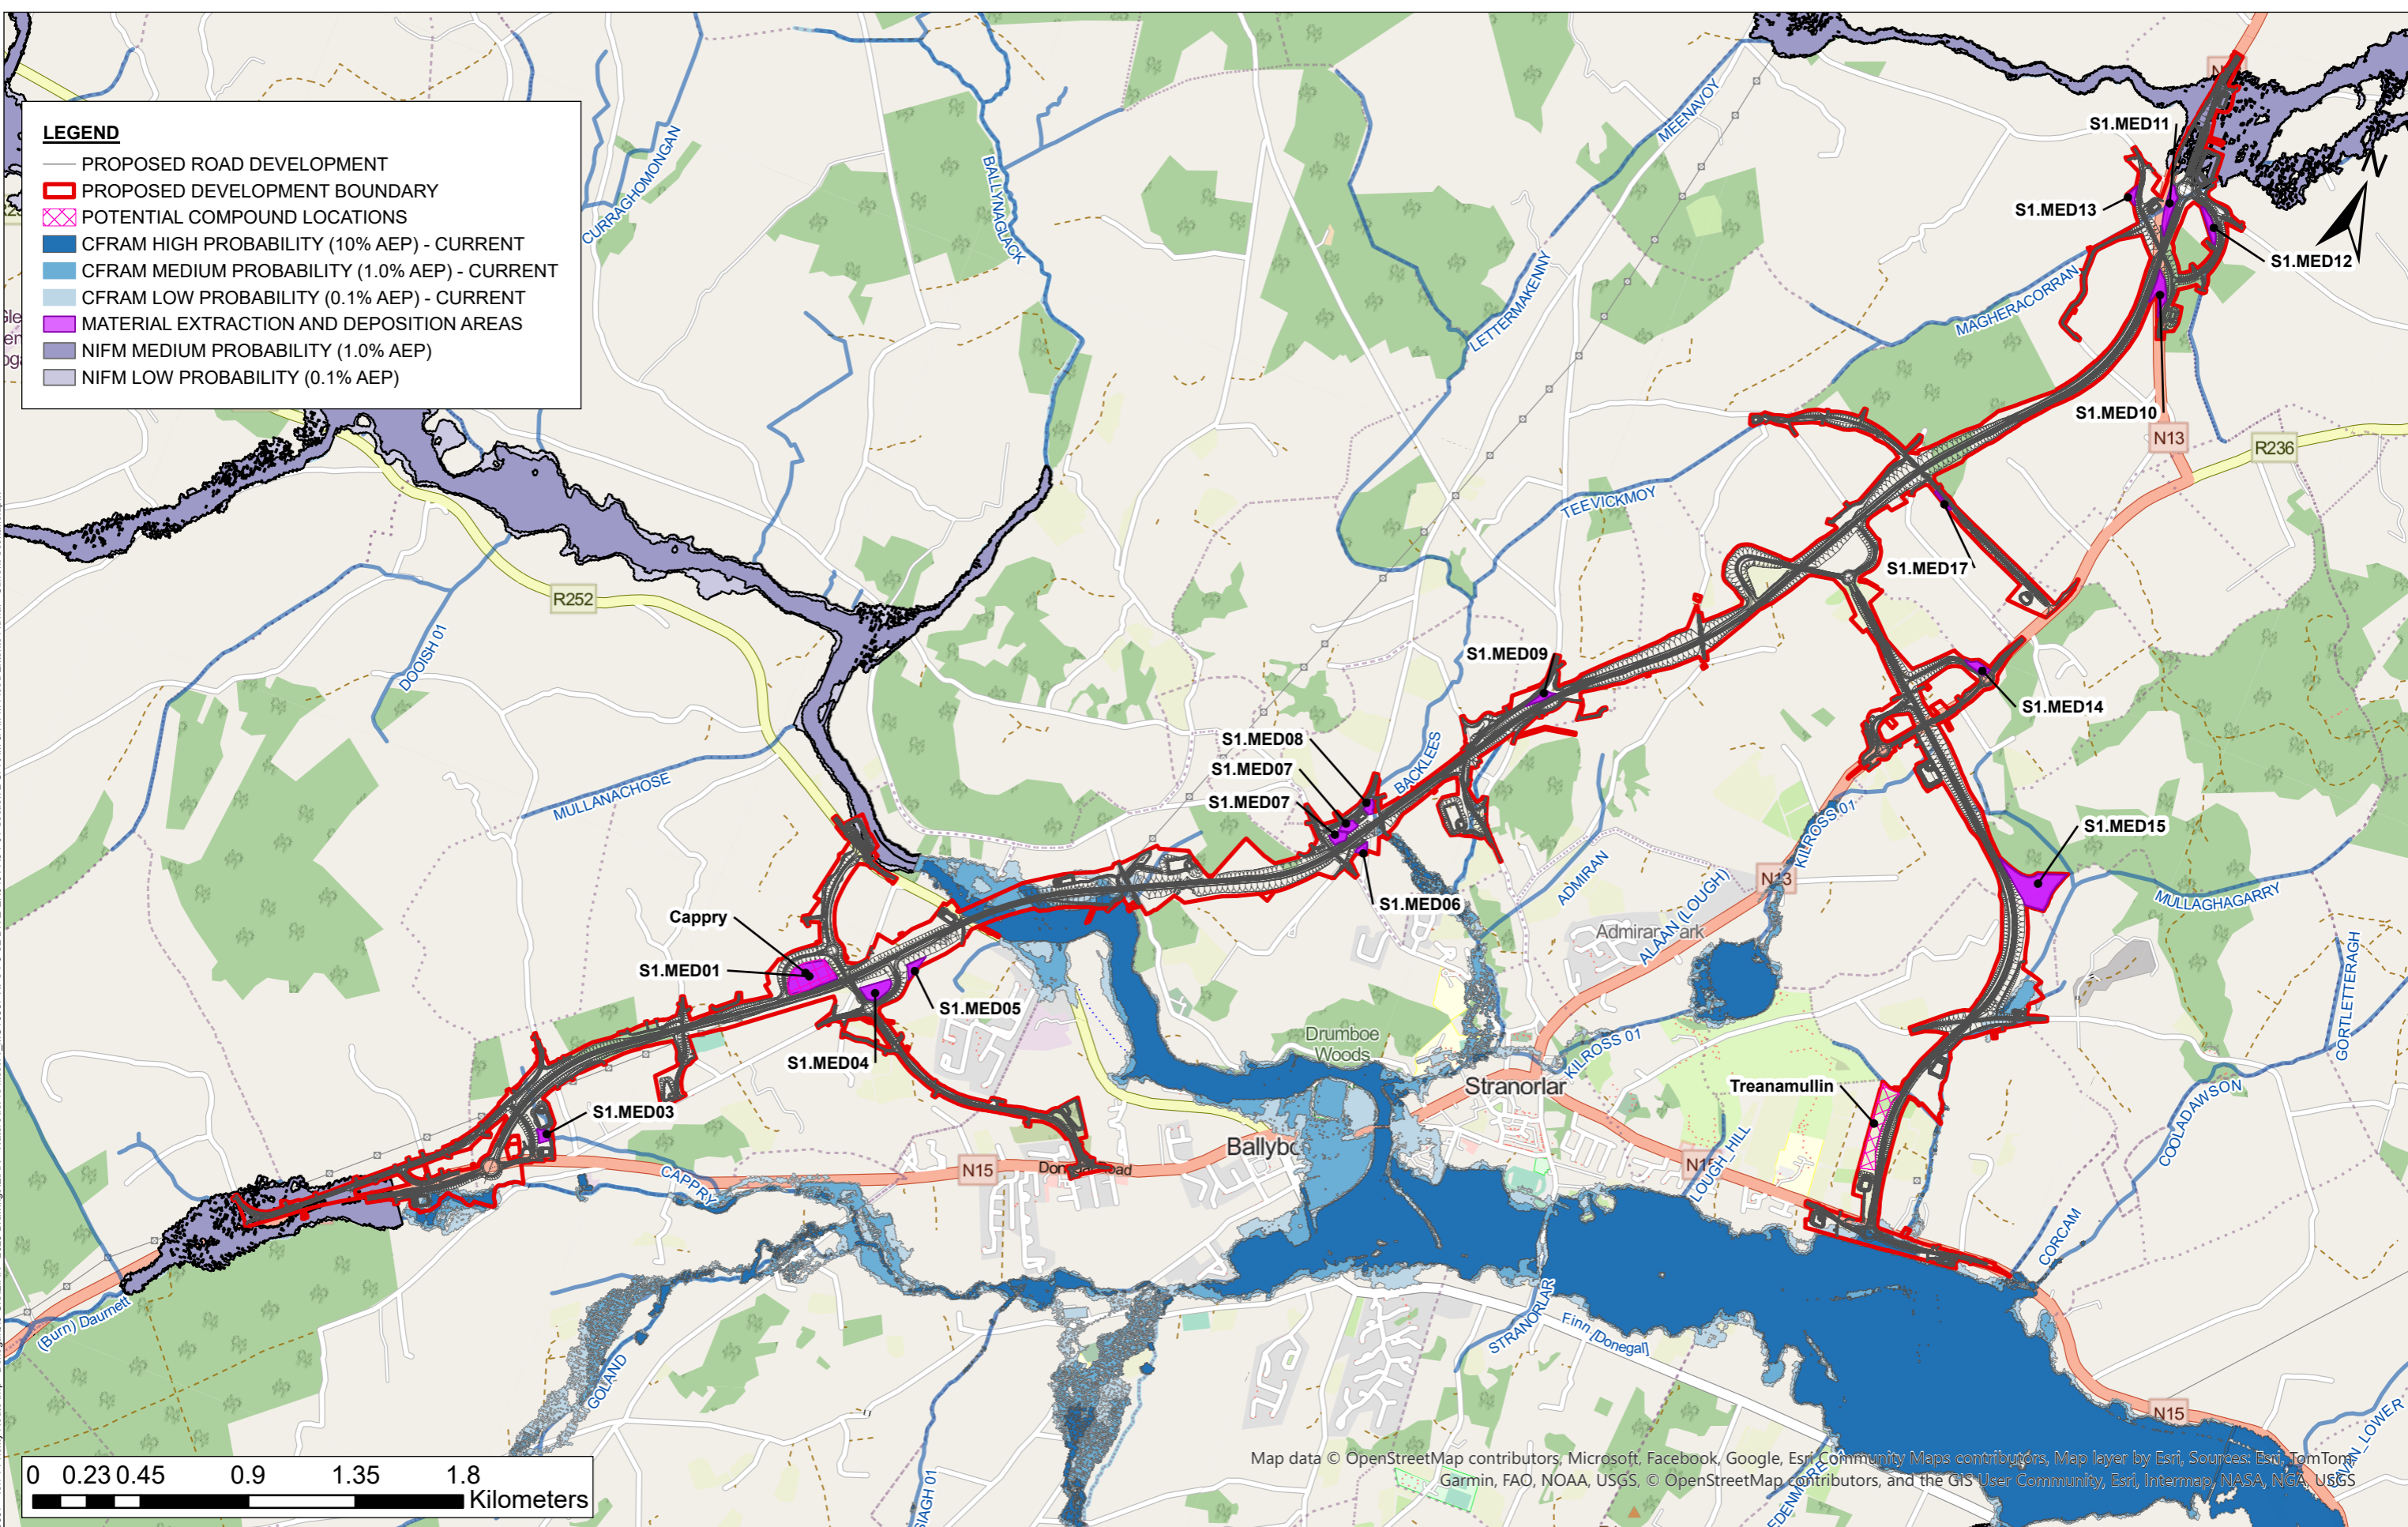 LEGEND
PROPOSED ROAD DEVELOPMENT
PROPOSED DEVELOPMENT BOUNDARY
POTENTIAL COMPOUND LOCATIONS
CFRAM HIGH PROBABILITY (10% AEP) - CURRENT
CFRAM MEDIUM PROBABILITY (1.0% AEP) - CURRENT
CFRAM LOW PROBABILITY (0.1% AEP) - CURRENT
MATERIAL EXTRACTION AND DEPOSITION AREAS
NIFM MEDIUM PROBABILITY (1.0% AEP)
NIFM LOW PROBABILITY (0.1% AEP)
CURRAGHOMONGAN
BALLYNAGLACK
MEENAVOY
LETTERMAKENNY
S1.MED11
N
S1.MED13
S1.MED12
MAGHERACORRAN
S1.MED10
N13
R236
TEEVICKMOY
S1.MED17
R252
DOOISH 01
S1.MED09
S1.MED14
S1.MED08
S1.MED07
S1.MED07
BACKLEES
MULLANACHOSE
KILROSS 01
S1.MED15
N13
ADMIRAN
MULLAGHAGARRY
S1.MED06
Cappry
ALAAN (LOUGH)
S1.MED01
S1.MED05
GORTLETTERAGH
Drumboe
Woods
KILROSS 01
S1.MED04
Stranorlar
Treanamullin
S1.MED03
COOLADAWSON
Ballybo
LOUGH_HILL
N15
CAPPRY
CORCAM
(Burn) Daurnett
STRANORLAR
Finn [Donegal]
GOLAND
N15
0 0.23 0.45 0.9 1.35 1.8
Kilometers
Map data © OpenStreetMap contributors, Microsoft, Facebook, Google, Esri Community Maps contributors, Map layer by Esri, Sources: Esri, TomTom,
Garmin, FAO, NOAA, USGS, © OpenStreetMap contributors, and the GIS User Community, Esri, Intermap, NASA, NGA, USGS
EDENMORE
SIAGH 01